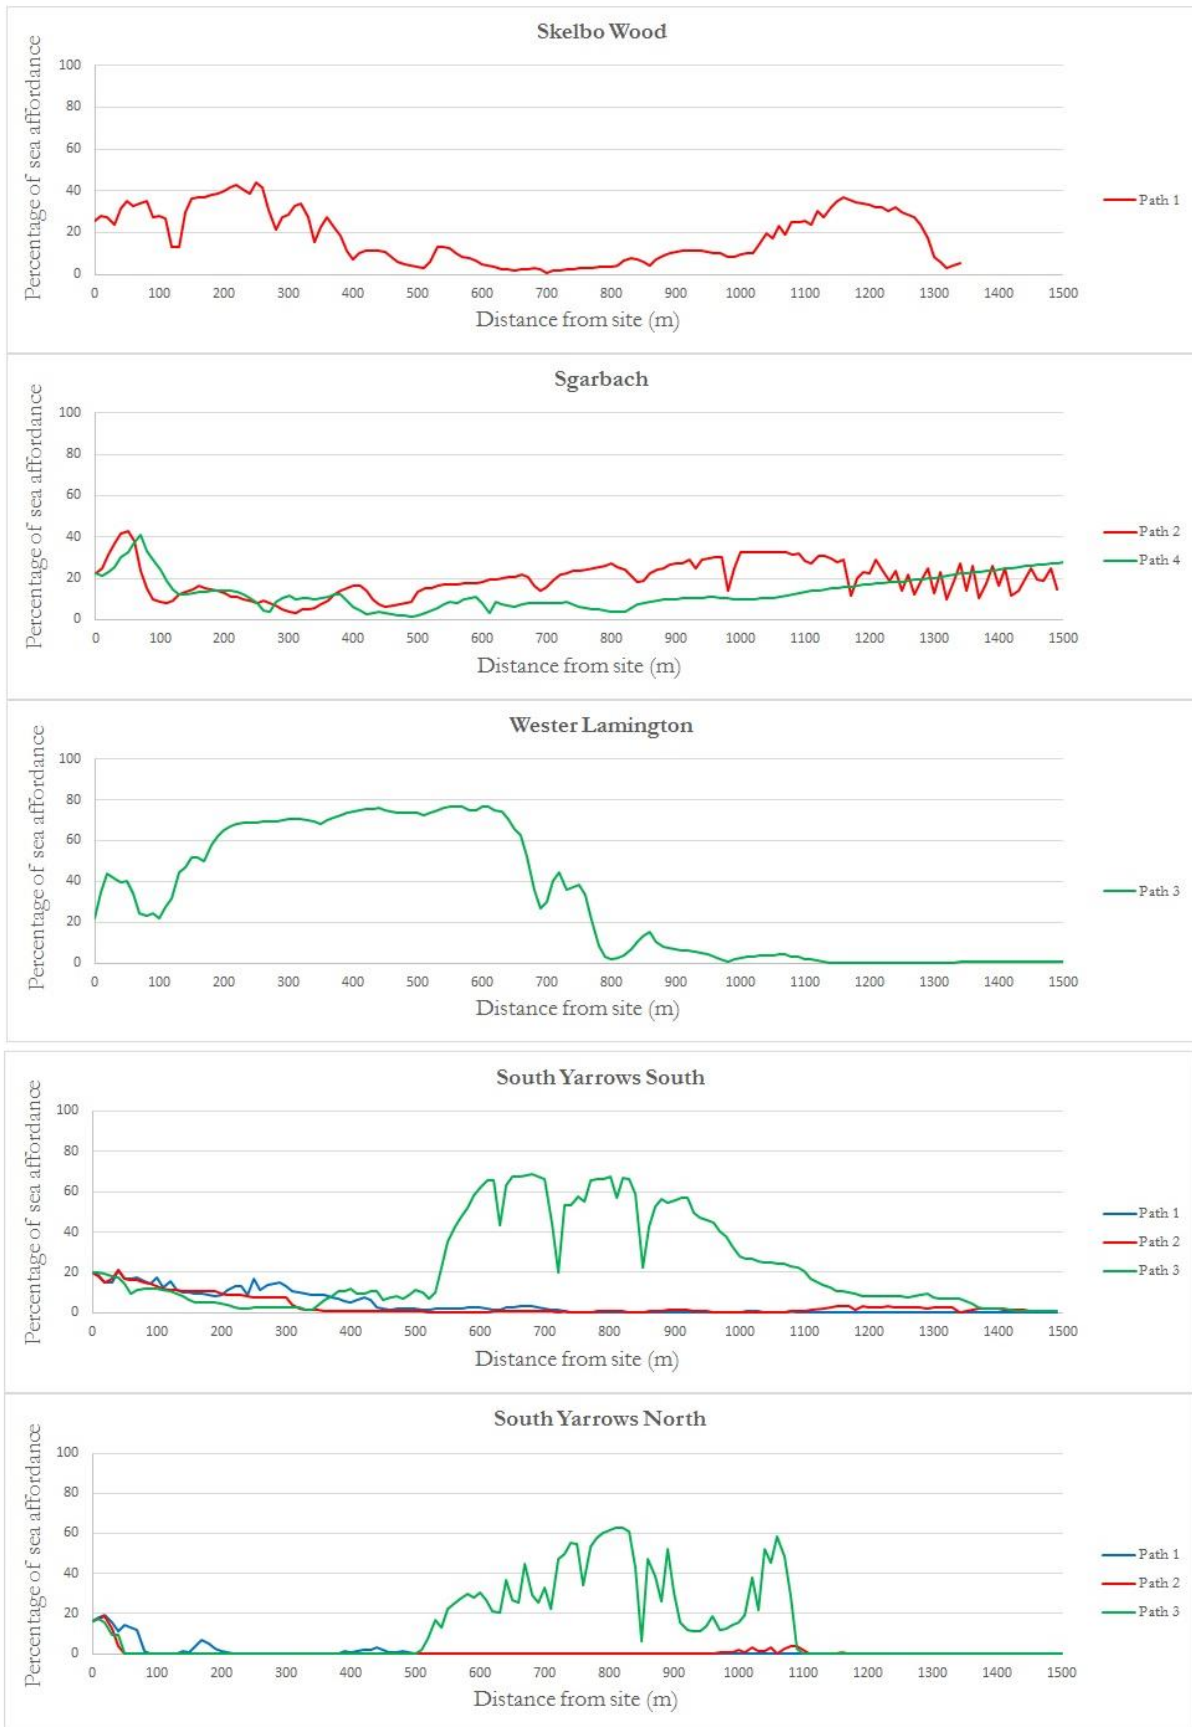 Skelbo Wood
Percentage of sea affordance
100
80
60
40
20
0
0 100 200 300 400 500 600 700 800 900 1000 1100 1200 1300 1400 1500
Distance from site (m)
Path 1
Sgarbach
Percentage of sea affordance
100
80
60
40
20
0
0 100 200 300 400 500 600 700 800 900 1000 1100 1200 1300 1400 1500
Distance from site (m)
Path 2
Path 4
Wester Lamington
Percentage of sea affordance
100
80
60
40
20
0
0 100 200 300 400 500 600 700 800 900 1000 1100 1200 1300 1400 1500
Distance from site (m)
Path 3
South Yarrows South
Percentage of sea affordance
100
80
60
40
20
0
0 100 200 300 400 500 600 700 800 900 1000 1100 1200 1300 1400 1500
Distance from site (m)
Path 1
Path 2
Path 3
South Yarrows North
Percentage of sea affordance
100
80
60
40
20
0
0 100 200 300 400 500 600 700 800 900 1000 1100 1200 1300 1400 1500
Distance from site (m)
Path 1
Path 2
Path 3